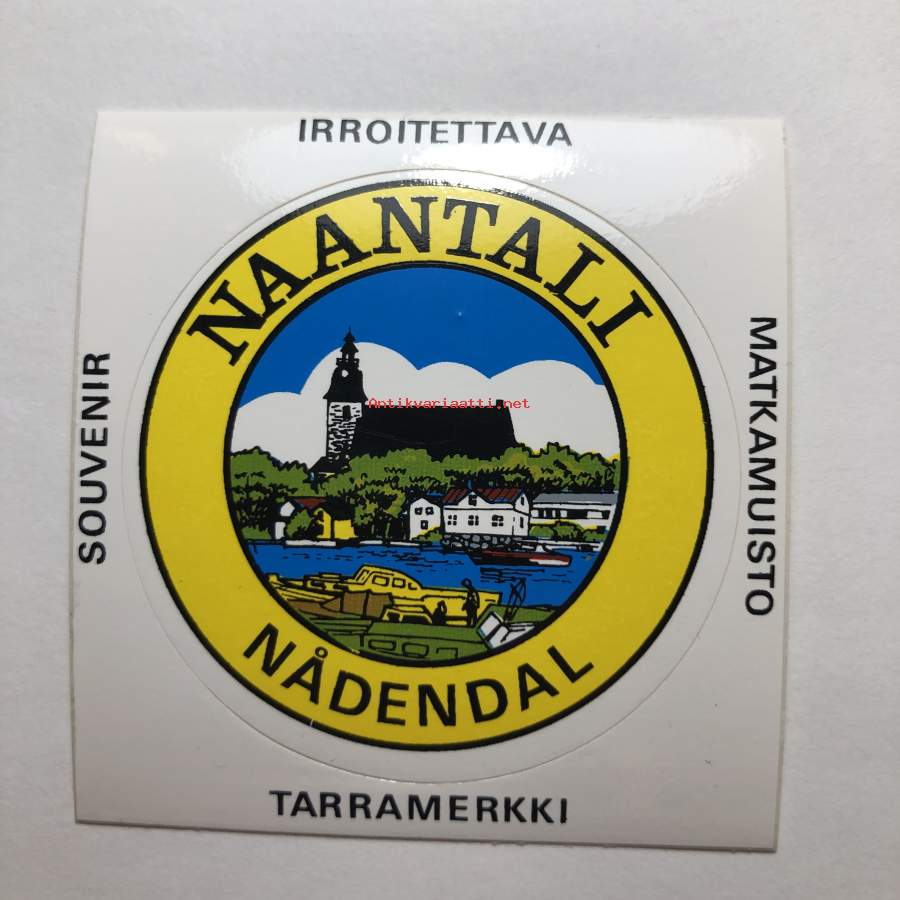 IRROITETTAVA
NAANTALI
Antikvariaatti.net
SOUVENIR
MATKAMUISTO
NÅDENDAL
TARRAMERKKI